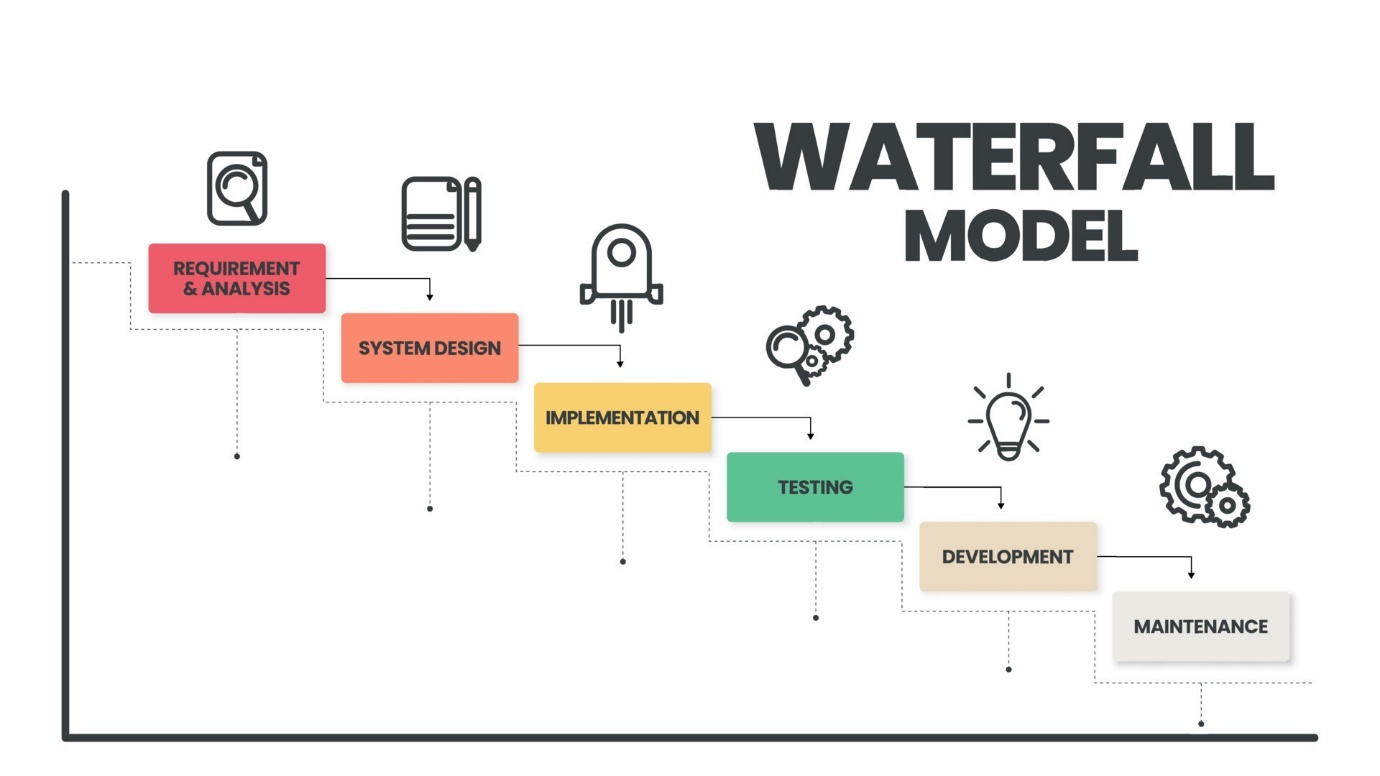 WATERFALL
MODEL
REQUIREMENT
& ANALYSIS
SYSTEM DESIGN
IMPLEMENTATION
TESTING
DEVELOPMENT
MAINTENANCE